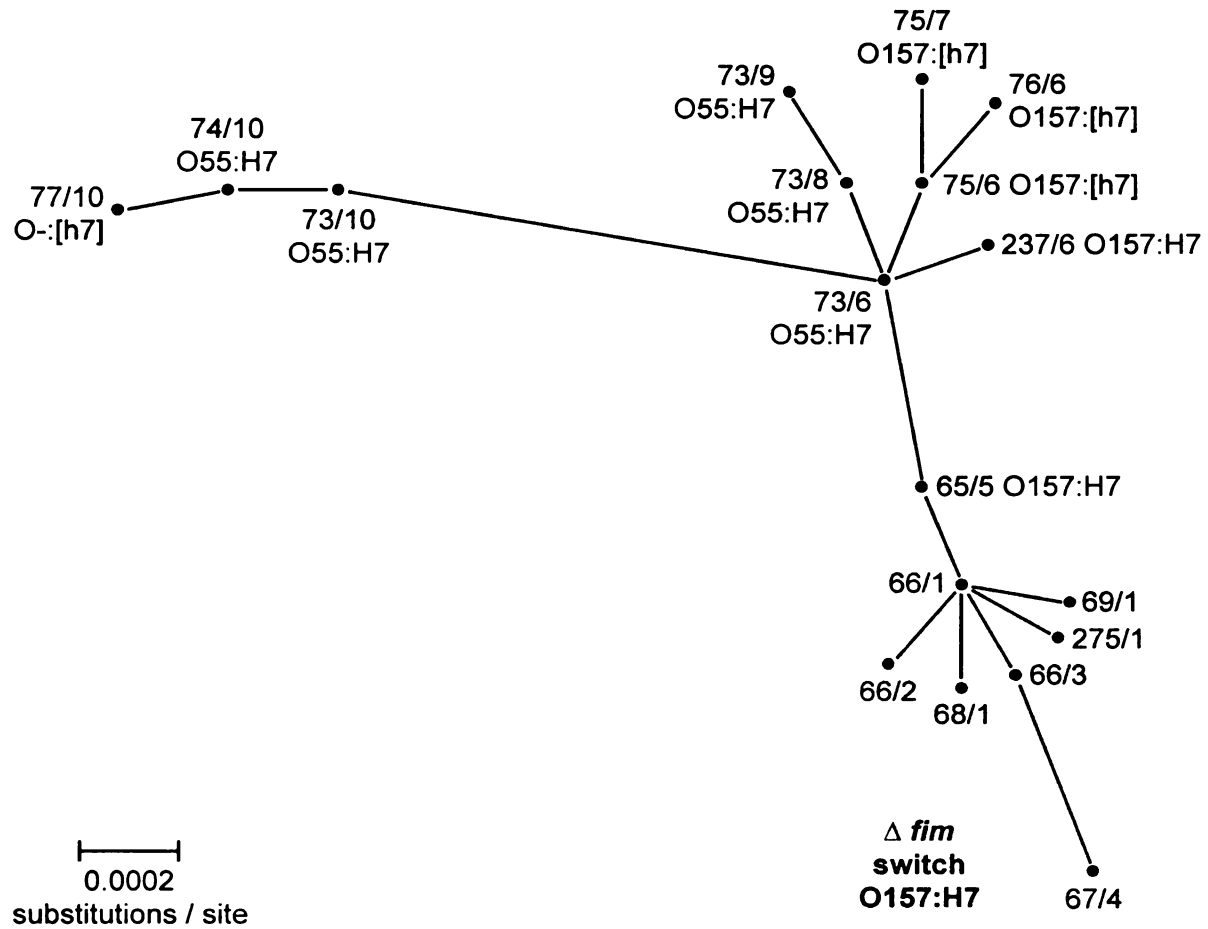 75/7
O157:[h7]
73/9
O55:H7
76/6
O157:[h7]
74/10
O55:H7
77/10
O-:[h7]
73/10
O55:H7
73/8
O55:H7
75/6 O157:[h7]
237/6 O157:H7
73/6
O55:H7
65/5 O157:H7
66/1
69/1
275/1
66/2
66/3
68/1
Δ fim
switch
O157:H7
67/4
0.0002
substitutions / site